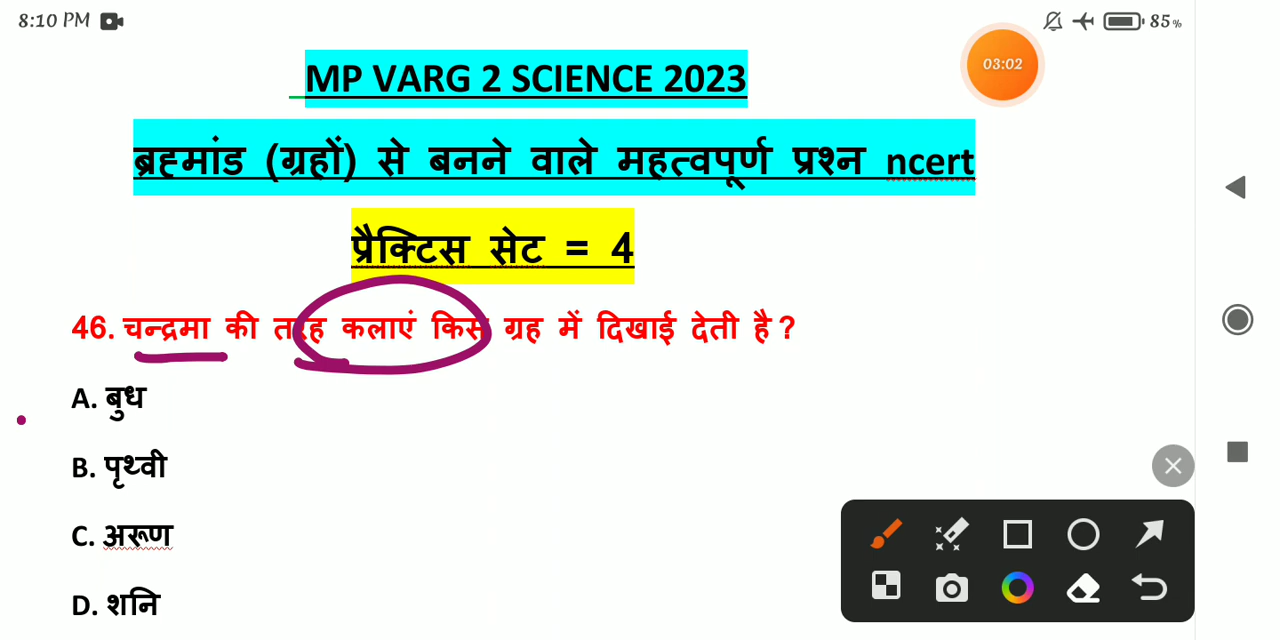 8:10 PM
85%
03:02
MP VARG 2 SCIENCE 2023
ब्रह्मांड (ग्रहों) से बनने वाले महत्वपूर्ण प्रश्न ncert
प्रैक्टिस सेट = 4
46. चन्द्रमा की तरह कलाएं किस ग्रह में दिखाई देती है ?
A. बुध
B. पृथ्वी
C. अरूण
D. शनि